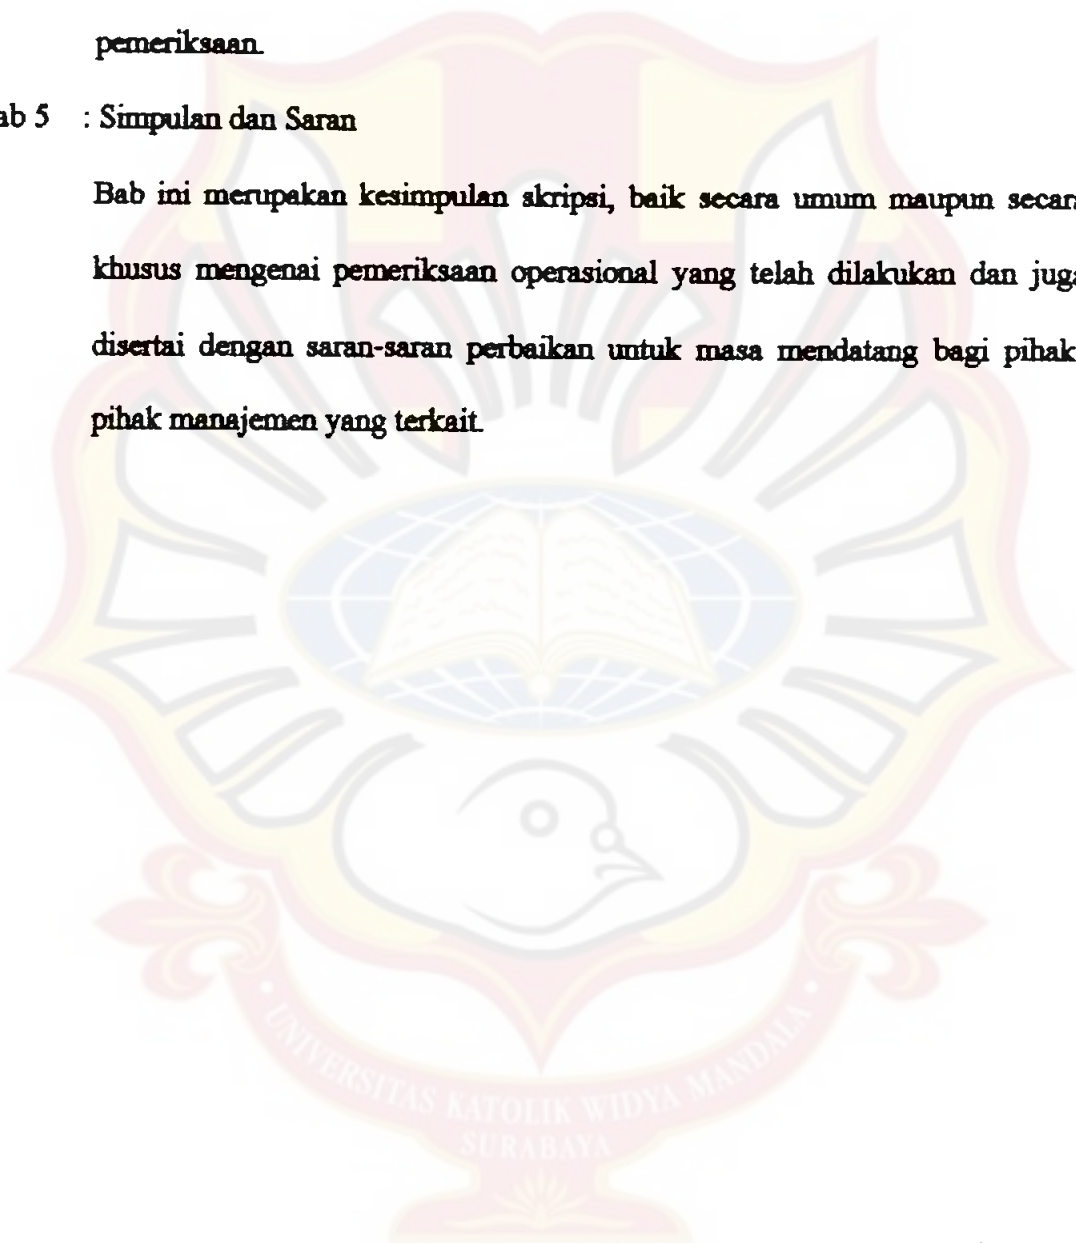 pemeriksaan.
ab 5 : Simpulan dan Saran
Bab ini merupakan kesimpulan skripsi, baik secara umum maupun secar
khusus mengenai pemeriksaan operasional yang telah dilakukan dan juga
disertai dengan saran-saran perbaikan untuk masa mendatang bagi pihak
pihak manajemen yang terkait.
UNIVERSITAS KATOLIK WIDYA MANDALA
SURABAYA